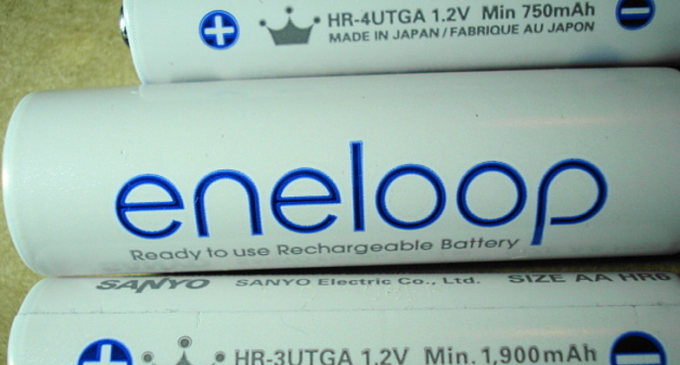 HR-4UTGA 1.2V Min 750mAh
MADE IN JAPAN / FABRIQUE AU JAPON
eneloop
Ready to use Rechargeable Battery
SANYO SANYO Electric Co., Ltd. SIZE AA HR6
HR-3UTGA 1.2V Min. 1,900mAh